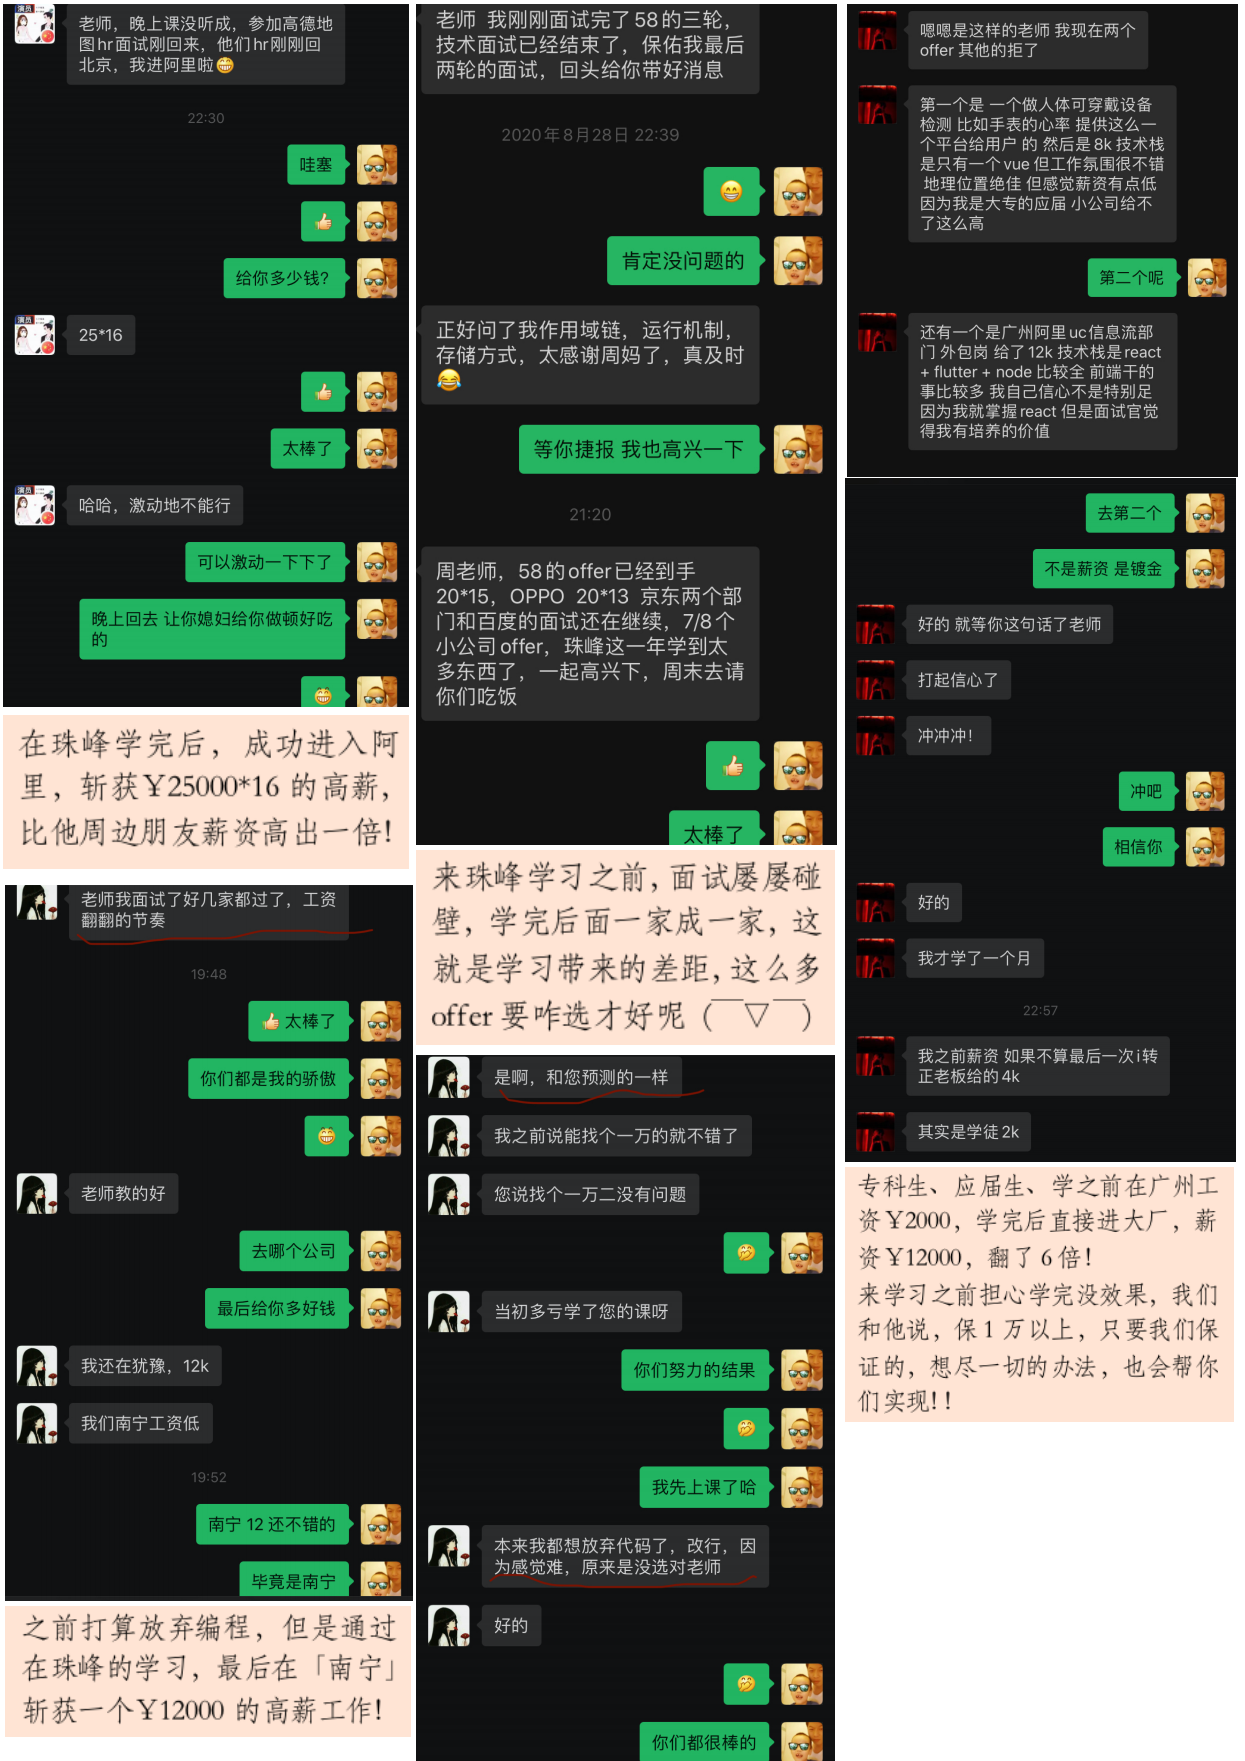 演员
老师，晚上课没听成，参加高德地
图hr面试刚回来，他们hr刚刚回
北京，我进阿里啦😁
22:30
哇塞
👍
给你多少钱?
演员
25*16
👍
太棒了
演员
哈哈，激动地不能行
可以激动一下下了
晚上回去 让你媳妇给你做顿好吃
的
😁
在珠峰学完后，成功进入阿
里，斩获￥25000*16 的高薪，
比他周边朋友薪资高出一倍!
老师我面试了好几家都过了，工资
翻翻的节奏
19:48
👍太棒了
你们都是我的骄傲
😁
老师教的好
去哪个公司
最后给你多好钱
我还在犹豫，12k
我们南宁工资低
19:52
南宁 12 还不错的
毕竟是南宁
之前打算放弃编程，但是通过
在珠峰的学习，最后在「南宁」
斩获一个￥12000 的高薪工作!
老师 我刚刚面试完了58的三轮，
技术面试已经结束了，保佑我最后
两轮的面试，回头给你带好消息
2020年8月28日 22:39
😁
肯定没问题的
正好问了我作用域链，运行机制，
存储方式，太感谢周妈了，真及时
😂
等你捷报 我也高兴一下
21:20
周老师，58的offer已经到手
20*15，OPPO 20*13 京东两个部
门和百度的面试还在继续，7/8个
小公司offer，珠峰这一年学到太
多东西了，一起高兴下，周末去请
你们吃饭
👍
太棒了
来珠峰学习之前，面试屡屡碰
壁，学完后面一家成一家，这
就是学习带来的差距，这么多
offer要咋选才好呢（￣▽￣）
是啊，和您预测的一样
我之前说能找个一万的就不错了
您说找个一万二没有问题
🤭
当初多亏学了您的课呀
你们努力的结果
🤭
我先上课了哈
本来我都想放弃代码了，改行，因
为感觉难，原来是没选对老师
好的
🤭
你们都很棒的
嗯嗯是这样的老师 我现在两个
offer 其他的拒了
第一个是 一个做人体可穿戴设备
检测 比如手表的心率 提供这么一
个平台给用户 的 然后是8k 技术栈
是只有一个vue 但工作氛围很不错
地理位置绝佳 但感觉薪资有点低
因为我是大专的应届 小公司给不
了这么高
第二个呢
还有一个是广州阿里uc信息流部
门 外包岗 给了12k 技术栈是react
+ flutter + node 比较全 前端干的
事比较多 我自己信心不是特别足
因为我就掌握react 但是面试官觉
得我有培养的价值
去第二个
不是薪资 是镀金
好的 就等你这句话了老师
打起信心了
冲冲冲！
冲吧
相信你
好的
我才学了一个月
22:57
我之前薪资 如果不算最后一次i转
正老板给的4k
其实是学徒2k
专科生、应届生、学之前在广州工
资￥2000，学完后直接进大厂，薪
资￥12000，翻了 6 倍!
来学习之前担心学完没效果，我们
和他说，保 1 万以上，只要我们保
证的，想尽一切的办法，也会帮你
们实现!!